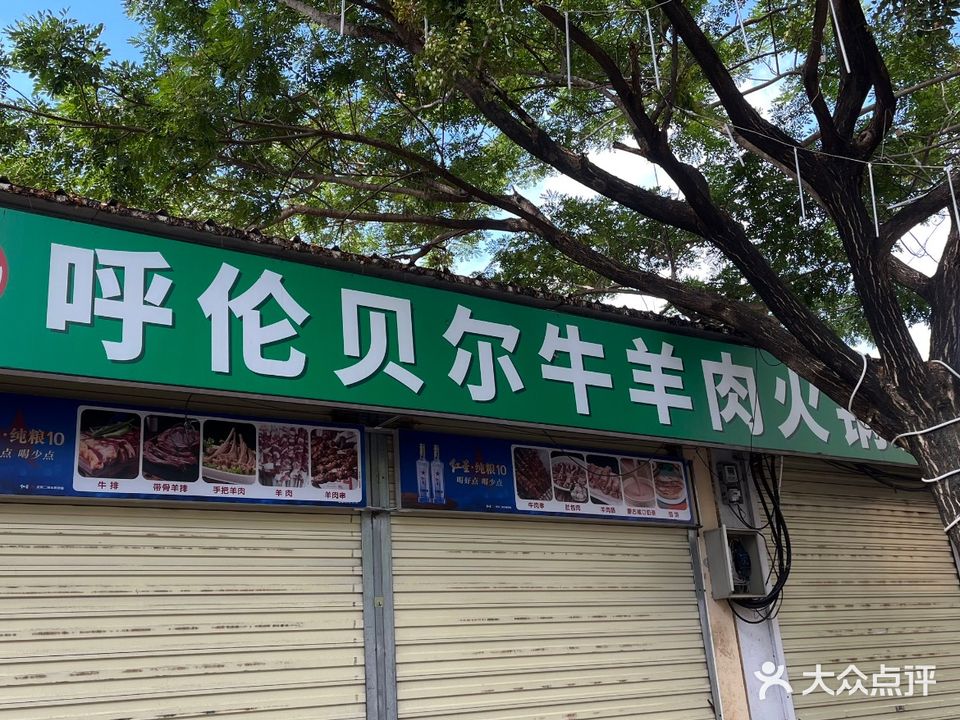 呼伦贝尔牛羊肉火锅
·纯粮10
点 喝少点
牛排 带骨羊排 手把羊肉 羊肉 羊肉串
红星·纯粮10
喝好点 喝少点
牛肉串 肚包肉 羊肉肠
大众点评